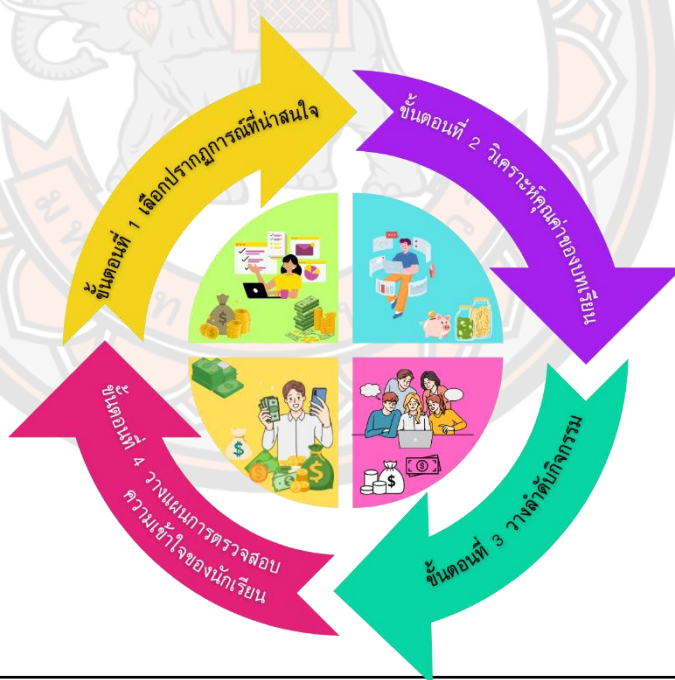 ขั้นตอนที่ 1 เลือกปรากฏการณ์ที่น่าสนใจ
ขั้นตอนที่ 2 วิเคราะห์คุณค่าของบทเรียน
ขั้นตอนที่ 3 วางลำดับกิจกรรม
ขั้นตอนที่ 4 วางแผนการตรวจสอบ
ความเข้าใจของนักเรียน